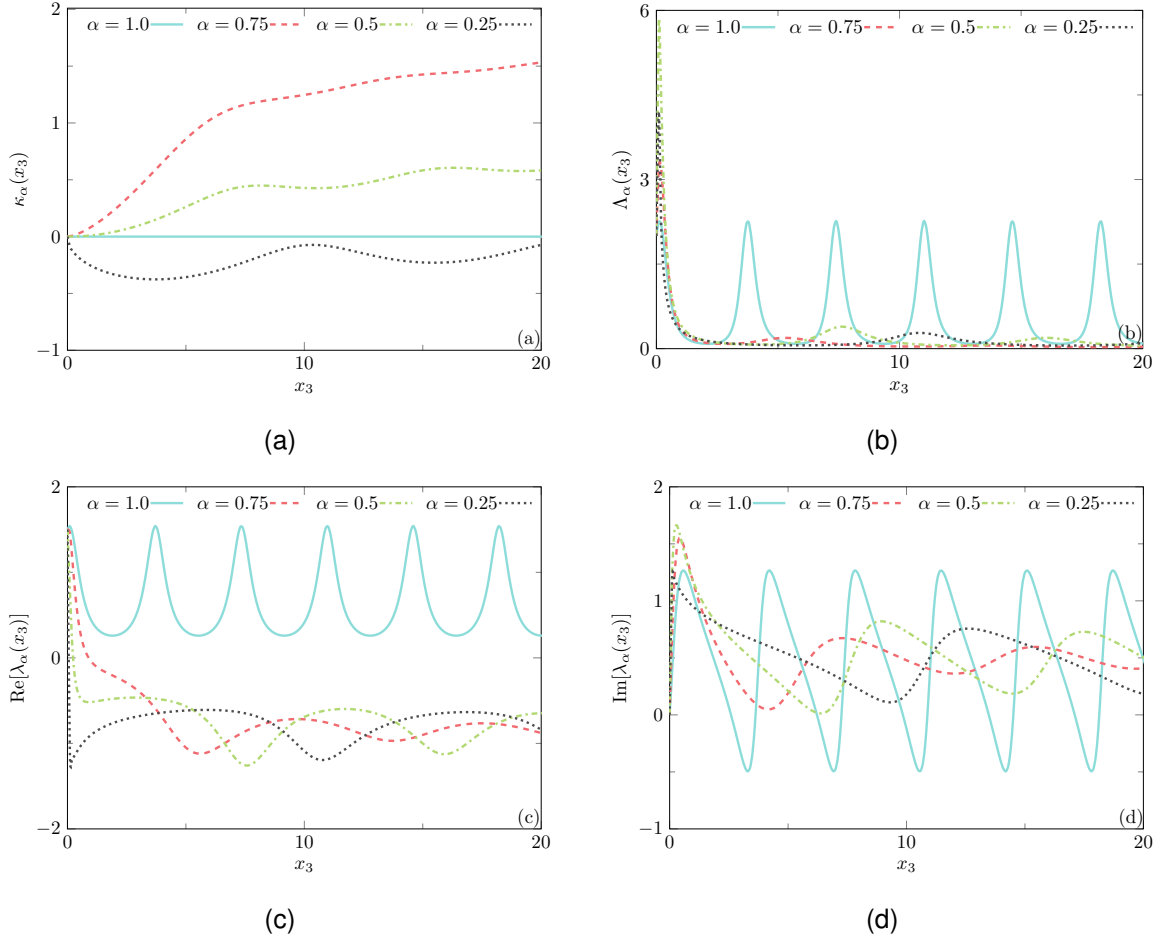 α = 1.0 α = 0.75 α = 0.5 α = 0.25
2
1
0
−1
κα(x3)
0 10 20
x3
(a)
(a)
α = 1.0 α = 0.75 α = 0.5 α = 0.25
6
3
0
Λα(x3)
0 10 20
x3
(b)
(b)
α = 1.0 α = 0.75 α = 0.5 α = 0.25
2
0
−2
Re[λα(x3)]
0 10 20
x3
(c)
(c)
α = 1.0 α = 0.75 α = 0.5 α = 0.25
2
1
0
−1
Im[λα(x3)]
0 10 20
x3
(d)
(d)